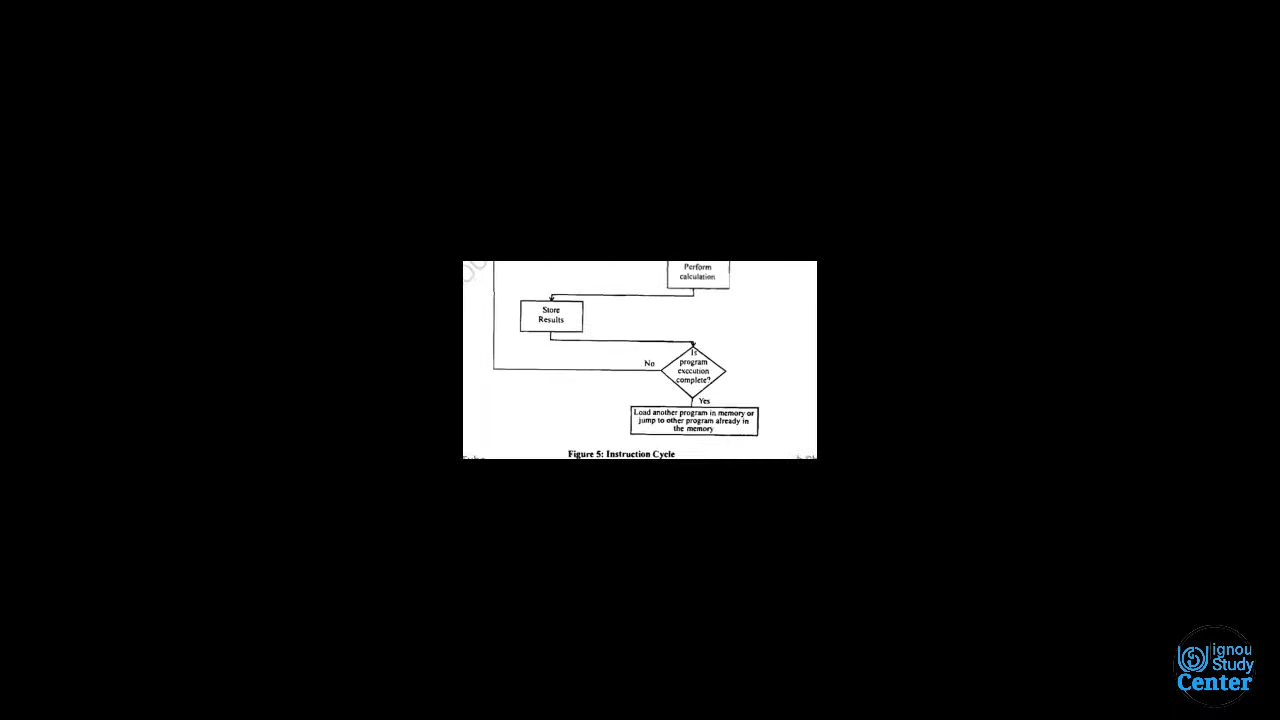 Perform
calculation
Store
Results
Is
program
execution
complete?
No
Yes
Load another program in memory or
jump to other program already in
the memory
Figure 5: Instruction Cycle
ignou
Study
Center